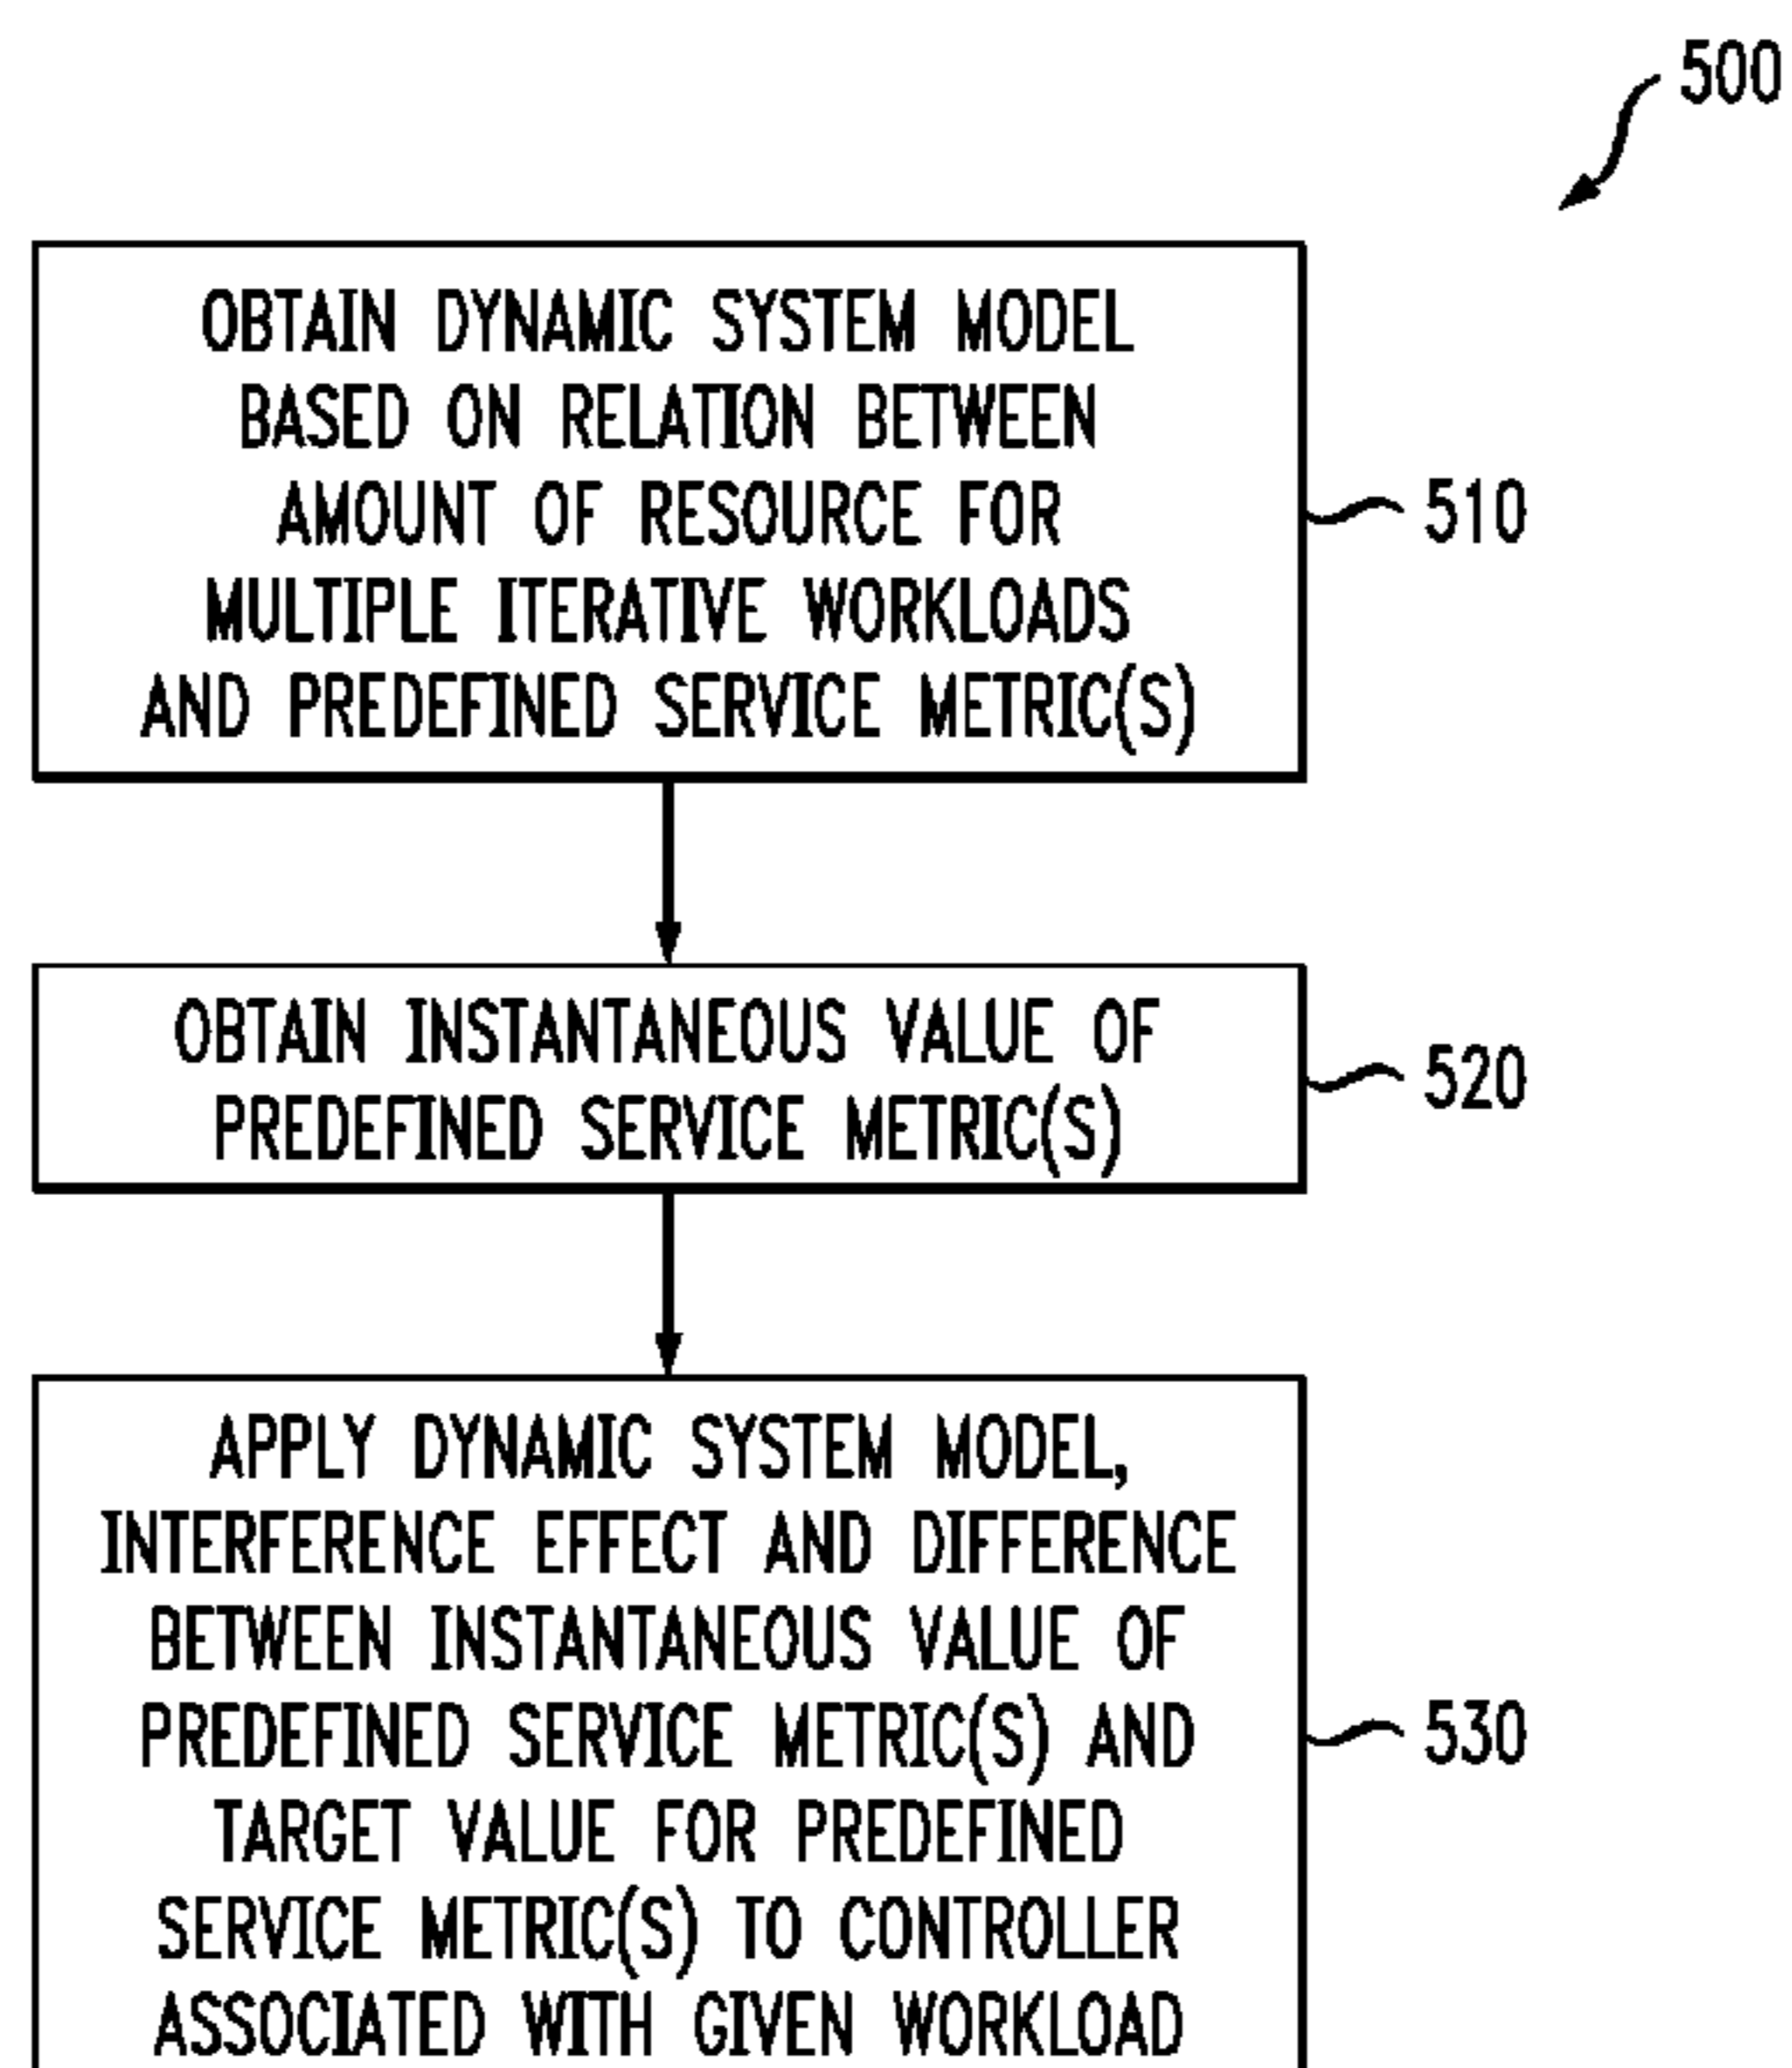 500
OBTAIN DYNAMIC SYSTEM MODEL
BASED ON RELATION BETWEEN
AMOUNT OF RESOURCE FOR
MULTIPLE ITERATIVE WORKLOADS
AND PREDEFINED SERVICE METRIC(S)
510
OBTAIN INSTANTANEOUS VALUE OF
PREDEFINED SERVICE METRIC(S)
520
APPLY DYNAMIC SYSTEM MODEL,
INTERFERENCE EFFECT AND DIFFERENCE
BETWEEN INSTANTANEOUS VALUE OF
PREDEFINED SERVICE METRIC(S) AND
TARGET VALUE FOR PREDEFINED
SERVICE METRIC(S) TO CONTROLLER
ASSOCIATED WITH GIVEN WORKLOAD
530